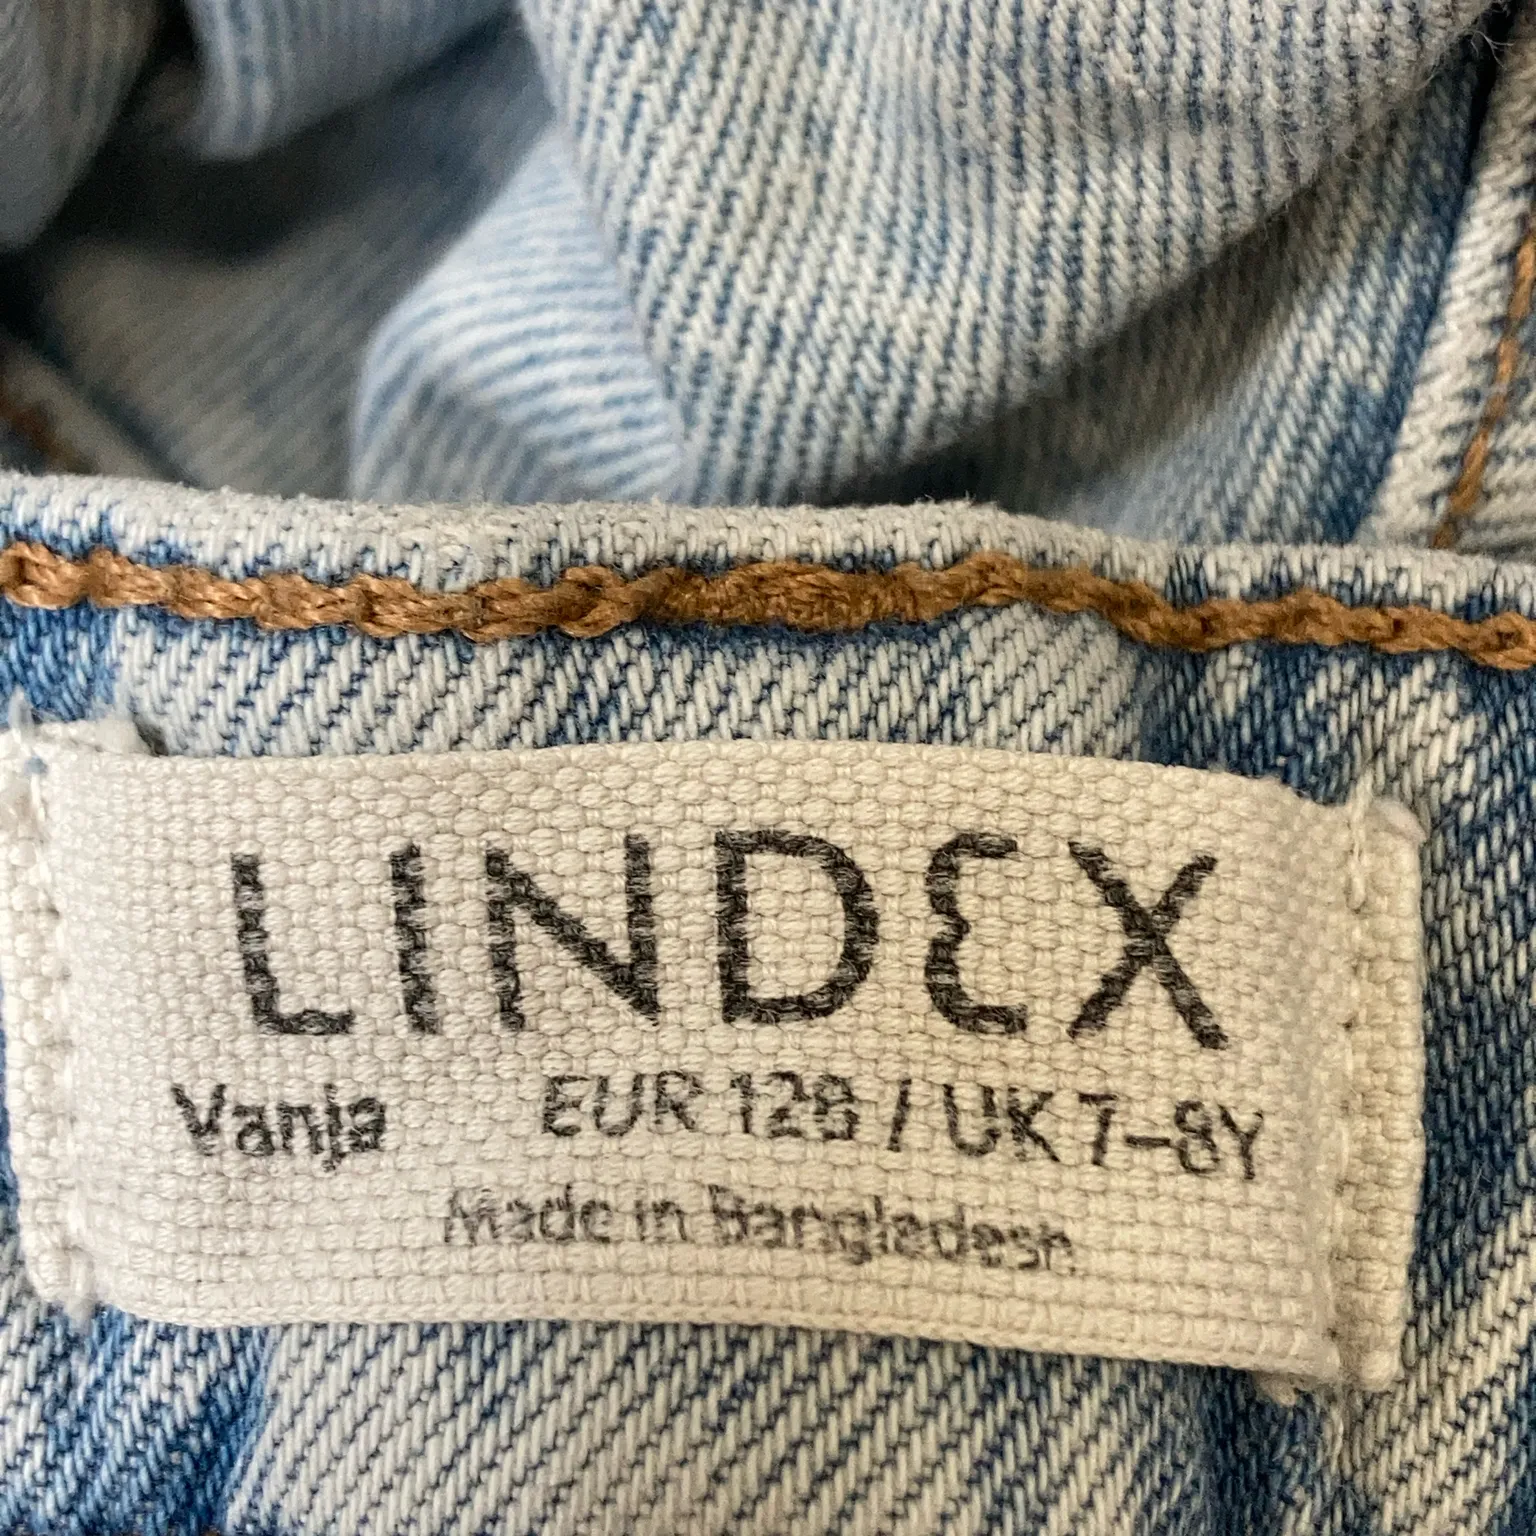 LINDEX
Vanja EUR 128 / UK 7-8Y
Made in Bangladesh